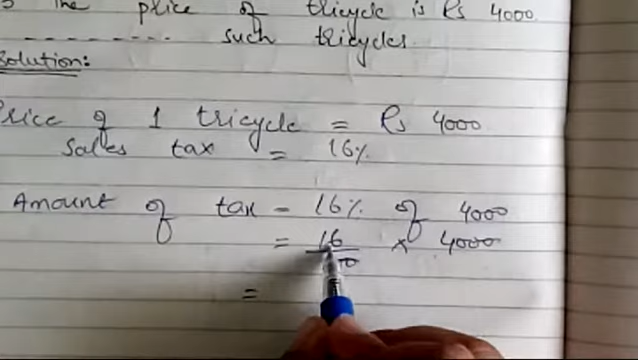 the price of tricycle is Rs 4000
- - - - - - - - - such tricycles.
Solution:
Price of 1 tricycle = Rs 4000
Sales tax = 16%
Amount of tax = 16% of 4000
= 16 × 4000
=